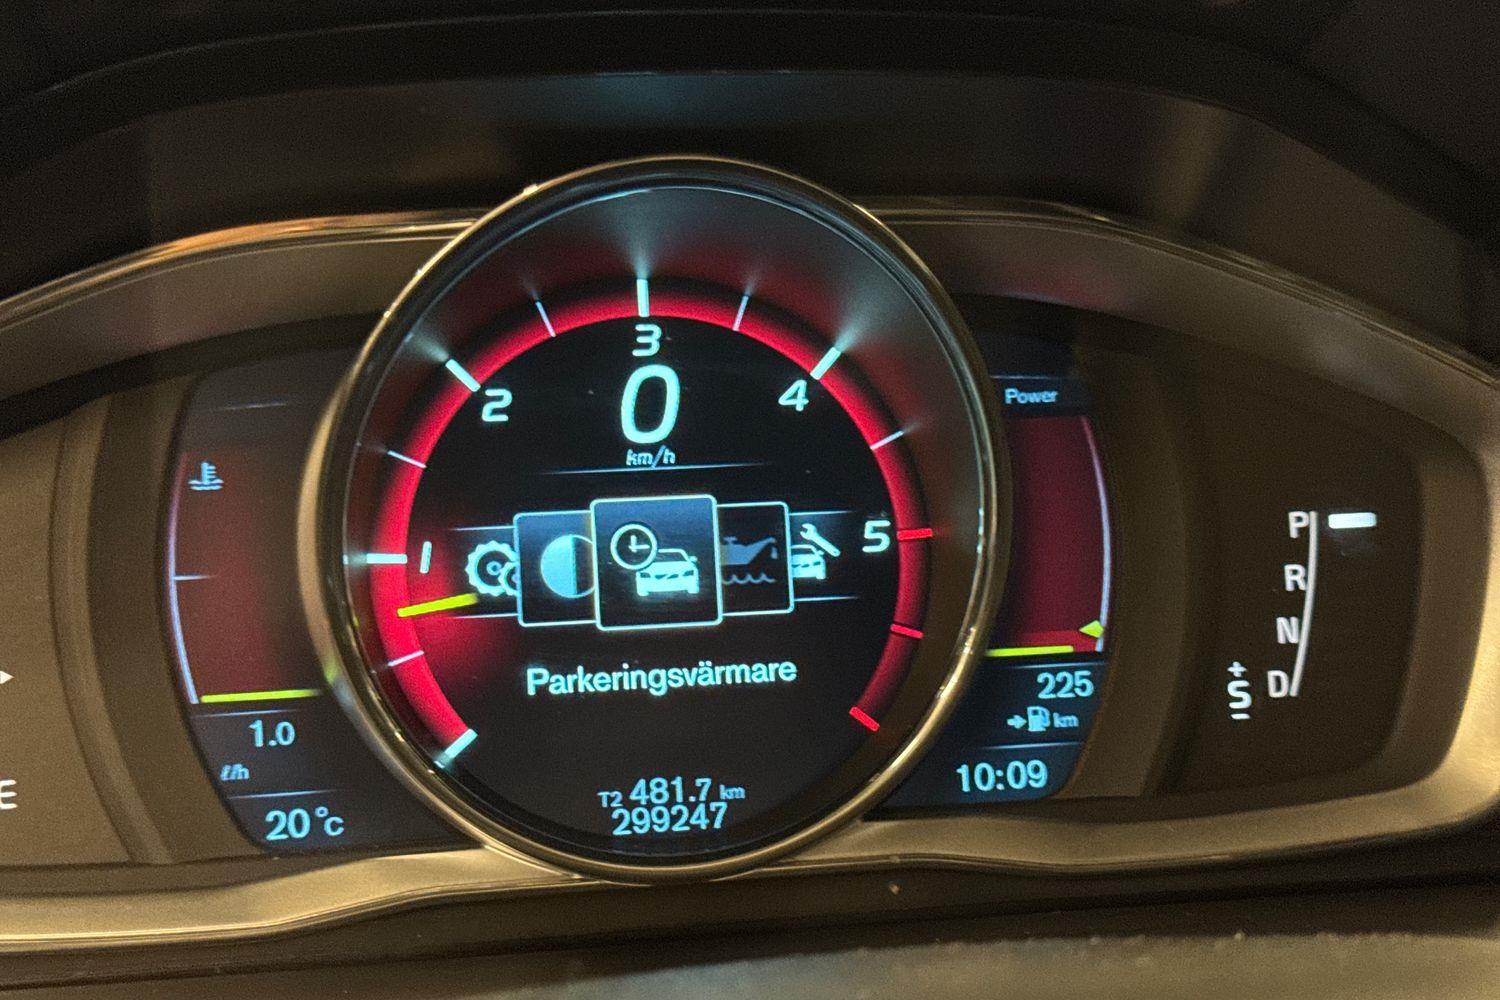 3
2
4
0
km/h
1
5
Parkeringsvärmare
T2 481.7 km
299247
1.0
ℓ/h
20°C
E
Power
225
km
10:09
P
R
N
D
+
S
−